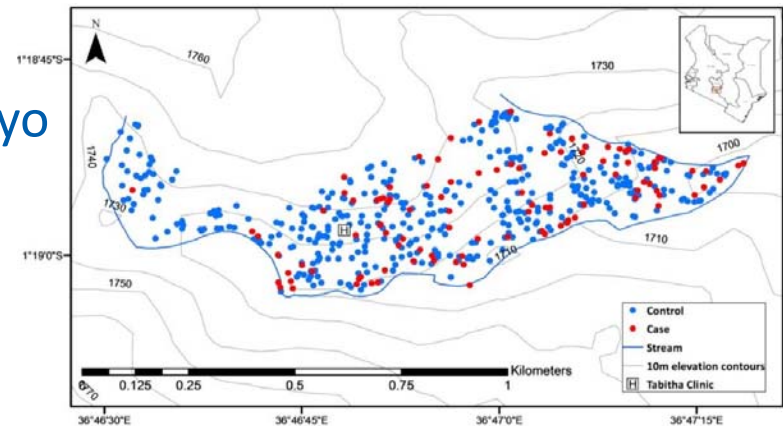 yo
N
1°18'45"S
1°19'0"S
1760
1730
1740
1700
1720
1730
1710
1710
1750
1770
Control
Case
Stream
10m elevation contours
H Tabitha Clinic
H
Kilometers
0 0.125 0.25 0.5 0.75 1
36°46'30"E 36°46'45"E 36°47'0"E 36°47'15"E